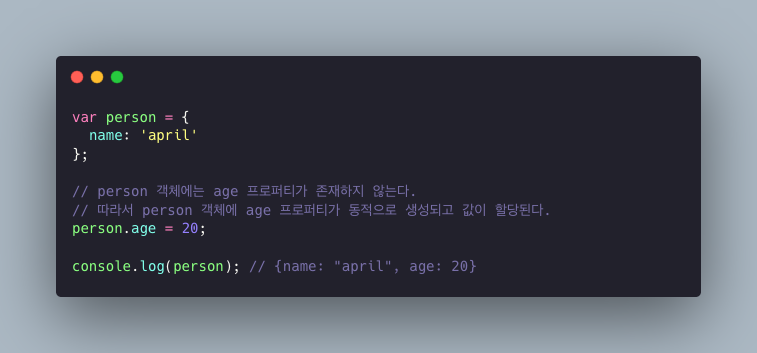 var person = {
  name: 'april'
};
// person 객체에는 age 프로퍼티가 존재하지 않는다.
// 따라서 person 객체에 age 프로퍼티가 동적으로 생성되고 값이 할당된다.
person.age = 20;
console.log(person); // {name: "april", age: 20}